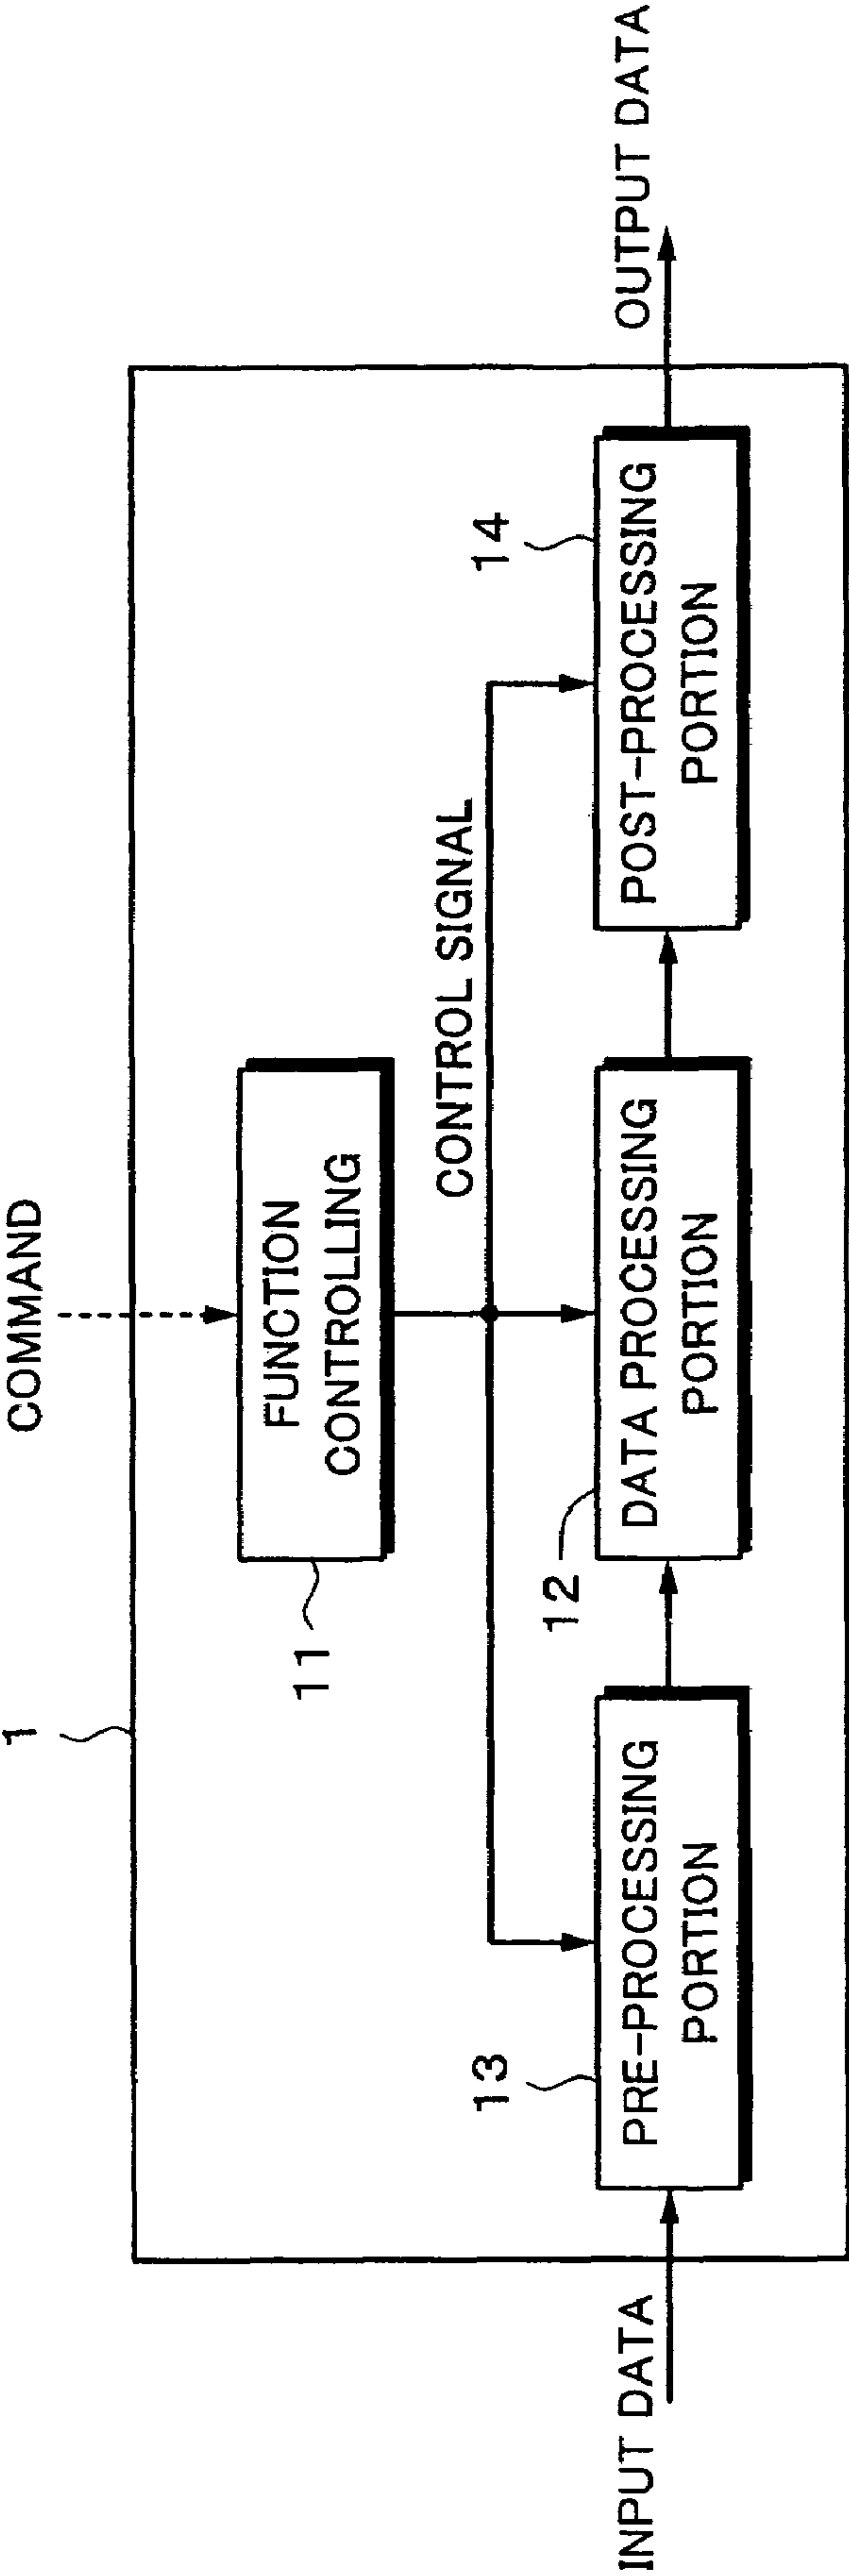 COMMAND
1
FUNCTION
CONTROLLING
11
CONTROL SIGNAL
13
12
14
INPUT DATA
PRE-PROCESSING
PORTION
DATA PROCESSING
PORTION
POST-PROCESSING
PORTION
OUTPUT DATA